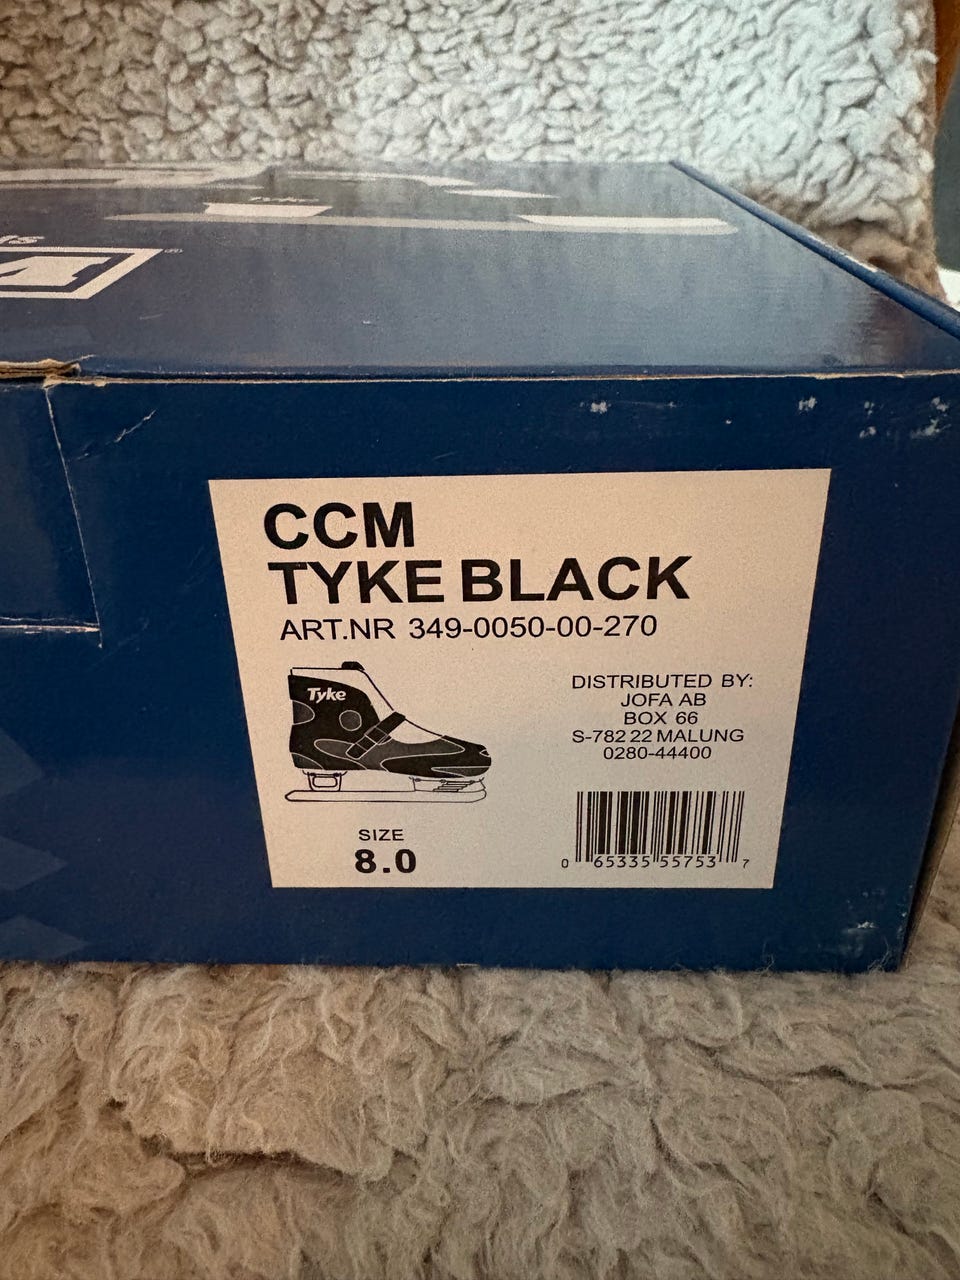 Tyke
®
CCM
TYKE BLACK
ART.NR 349-0050-00-270
Tyke
DISTRIBUTED BY:
JOFA AB
BOX 66
S-782 22 MALUNG
0280-44400
SIZE
8.0
0 65335 55753 7